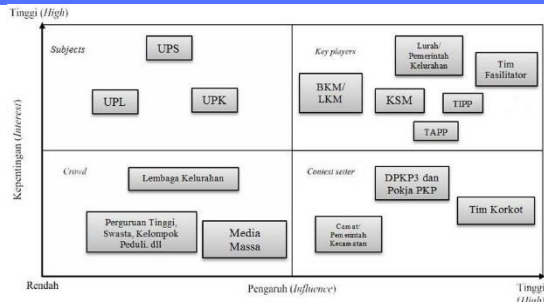 Tinggi (High)
Subjects
UPS
UPL
UPK
Key players
Lurah/
Pemerintah
Kelurahan
Tim
Fasilitator
BKM/
LKM
KSM
TIPP
TAPP
Kepentingan (Interest)
Crowd
Lembaga Kelurahan
Perguruan Tinggi,
Swasta, Kelompok
Peduli, dll
Media
Massa
Contest setter
DPKP3 dan
Pokja PKP
Tim Korkot
Camat/
Pemerintah
Kecamatan
Rendah
Pengaruh (Influence)
Tinggi
(High)